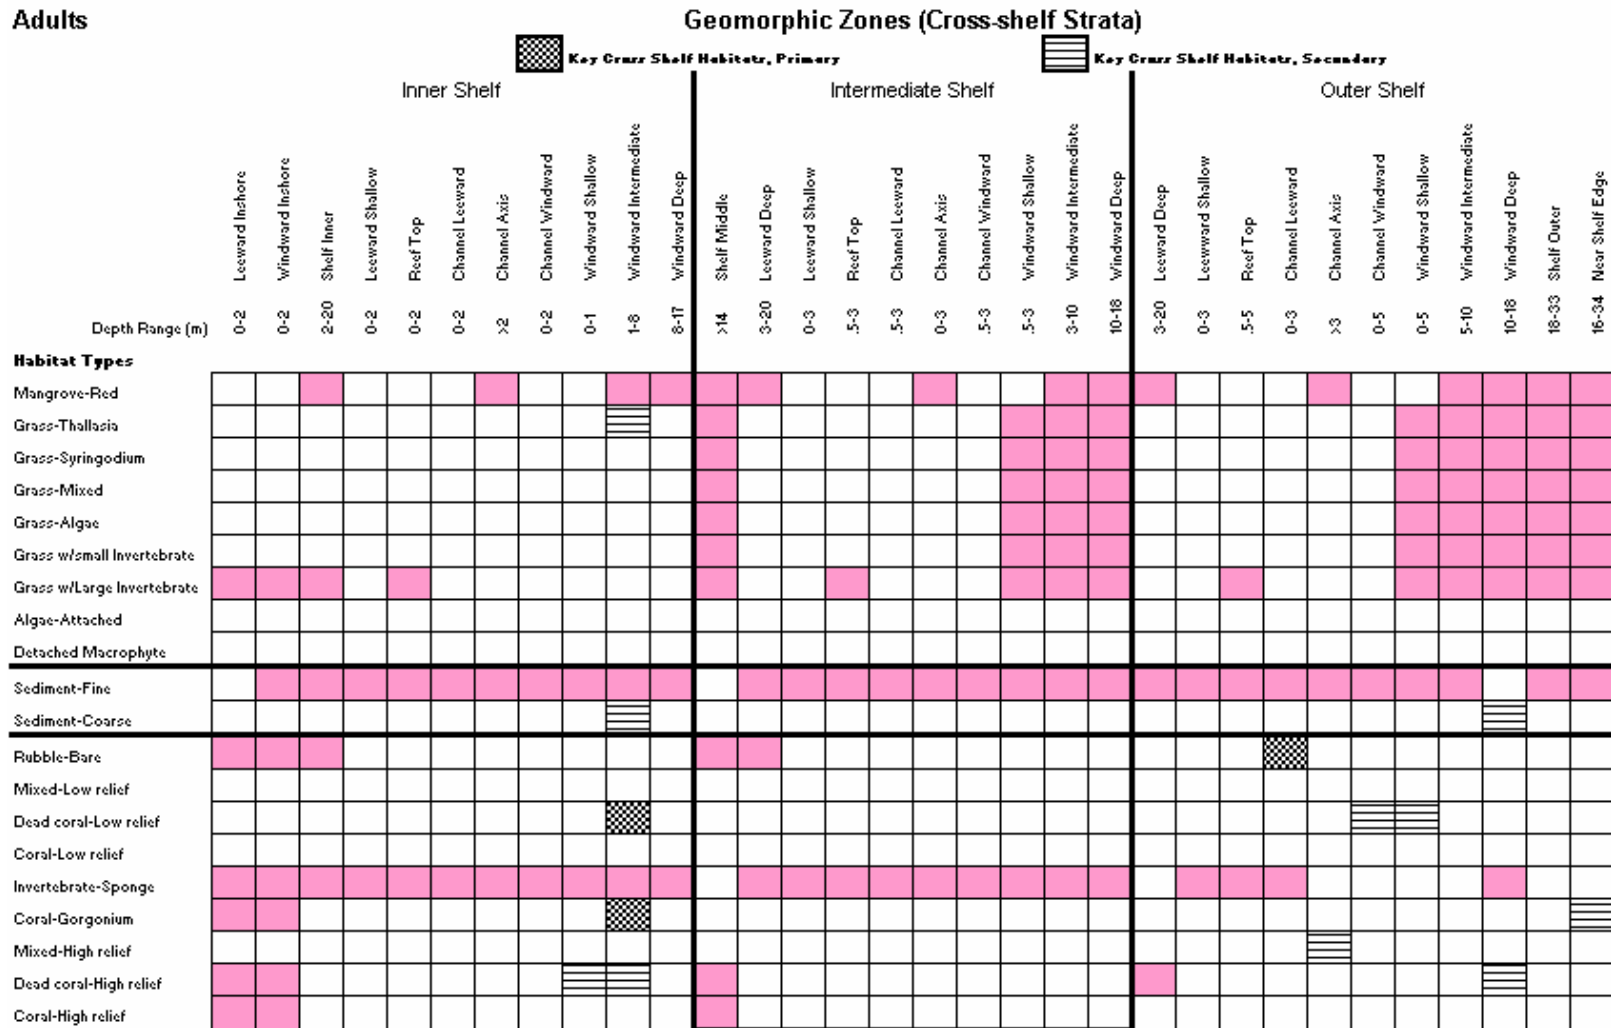 Adults
Geomorphic Zones (Cross-shelf Strata)
Key Cross Shelf Habitats, Primary
Key Cross Shelf Habitats, Secondary
Inner Shelf
Intermediate Shelf
Outer Shelf
Leeward Inshore
Windward Inshore
Shelf Inner
Leeward Shallow
Reef Top
Channel Leeward
Channel Axis
Channel Windward
Windward Shallow
Windward Intermediate
Windward Deep
Shelf Middle
Leeward Deep
Leeward Shallow
Reef Top
Channel Leeward
Channel Axis
Channel Windward
Windward Shallow
Windward Intermediate
Windward Deep
Leeward Deep
Leewward Shallow
Reef Top
Channel Leeward
Channel Axis
Channel Windward
Windward Shallow
Windward Intermediate
Windward Deep
Shelf Outer
Near Shelf Edge
Depth Range (m)
0-2
0-2
2-20
0-2
0-2
0-2
>2
0-2
0-1
1-8
8-17
>14
3-20
0-3
.5-3
.5-3
0-3
.5-3
.5-3
3-10
10-18
3-20
0-3
.5-5
0-3
>3
0-5
0-5
5-10
10-18
18-33
16-34
Habitat Types
Mangrove-Red
Grass-Thallasia
Grass-Syringodium
Grass-Mixed
Grass-Algae
Grass w/small Invertebrate
Grass w/Large Invertebrate
Algae-Attached
Detached Macrophyte
Sediment-Fine
Sediment-Coarse
Rubble-Bare
Mixed-Low relief
Dead coral-Low relief
Coral-Low relief
Invertebrate-Sponge
Coral-Gorgonium
Mixed-High relief
Dead coral-High relief
Coral-High relief